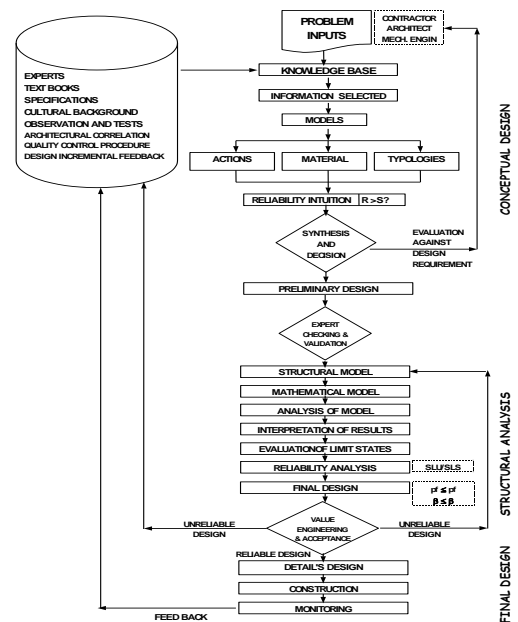 PROBLEM
INPUTS
CONTRACTOR
ARCHITECT
MECH. ENGIN
EXPERTS
TEXT BOOKS
SPECIFICATIONS
CULTURAL BACKGROUND
OBSERVATION AND TESTS
ARCHITECTURAL CORRELATION
QUALITY CONTROL PROCEDURE
DESIGN INCREMENTAL FEEDBACK
KNOWLEDGE BASE
INFORMATION SELECTED
MODELS
ACTIONS
MATERIAL
TYPOLOGIES
RELIABILITY INTUITION
R >S?
SYNTHESIS
AND
DECISION
EVALUATION
AGAINST
DESIGN
REQUIREMENT
CONCEPTUAL DESIGN
PRELIMINARY DESIGN
EXPERT
CHECKING &
VALIDATION
STRUCTURAL MODEL
MATHEMATICAL MODEL
ANALYSIS OF MODEL
INTERPRETATION OF RESULTS
EVALUATIONOF LIMIT STATES
RELIABILITY ANALYSIS
SLU/SLS
FINAL DESIGN
pf ≤ pf
β ≤ β
STRUCTURAL ANALYSIS
VALUE
ENGINEERING
& ACCEPTANCE
UNRELIABLE
DESIGN
UNRELIABLE
DESIGN
RELIABLE DESIGN
DETAIL'S DESIGN
CONSTRUCTION
MONITORING
FEED BACK
FINAL DESIGN